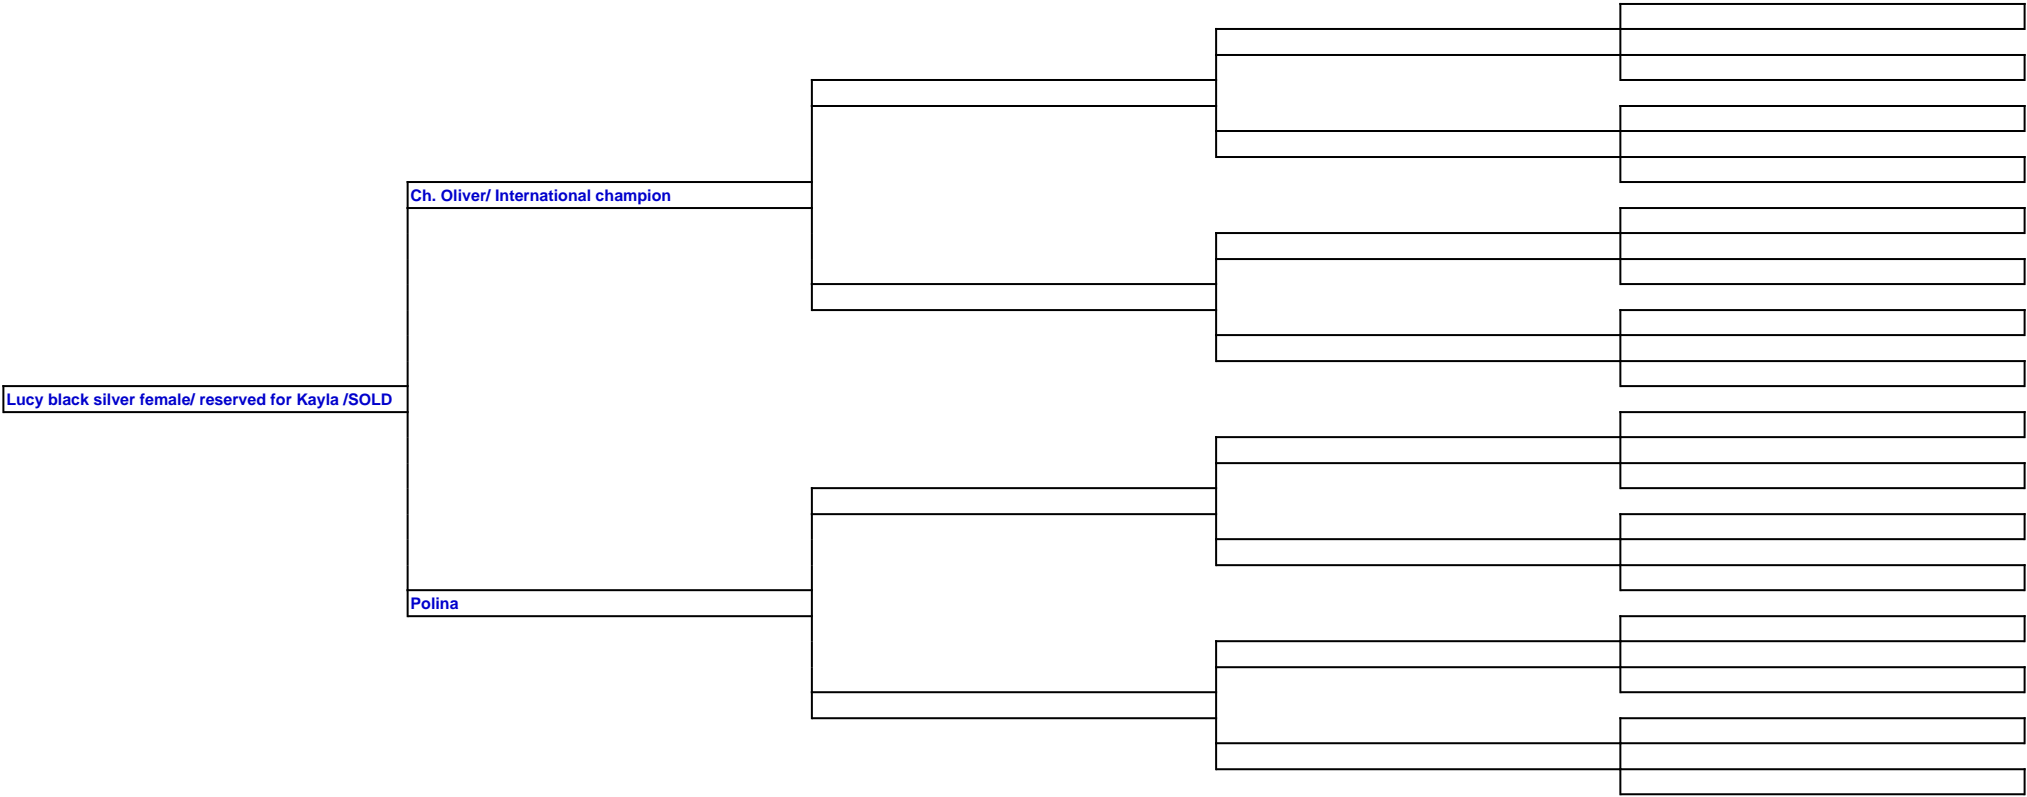 Ch. Oliver/ International champion
Lucy black silver female/ reserved for Kayla /SOLD
Polina